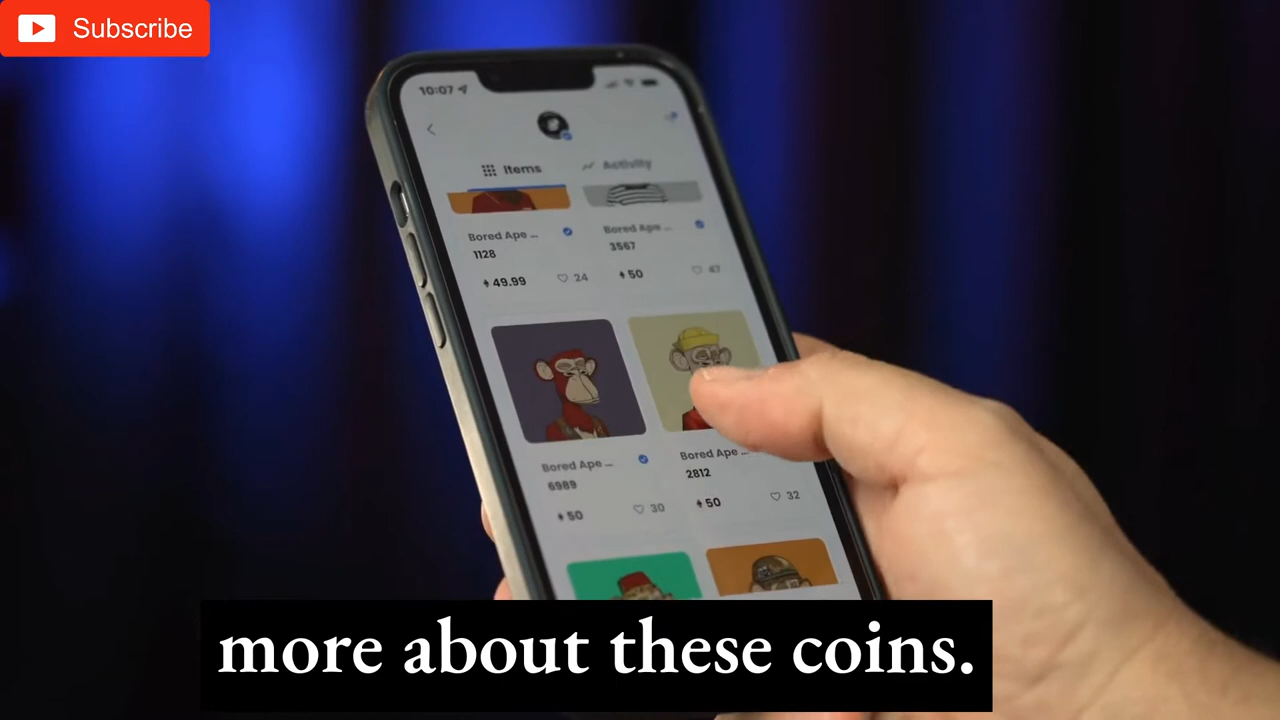 Subscribe
10:07
Items
Activity
Bored Ape ...
1128
49.99
24
Bored Ape ...
3567
50
47
Bored Ape ...
6989
50
30
Bored Ape ...
2812
50
32
more about these coins.